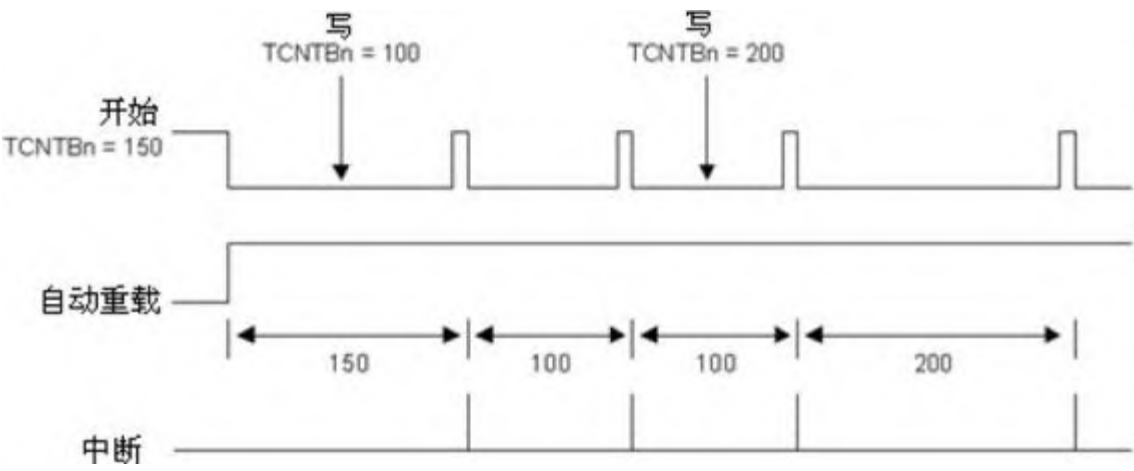 写
TCNTBn = 100
写
TCNTBn = 200
开始
TCNTBn = 150
自动重载
150
100
100
200
中断